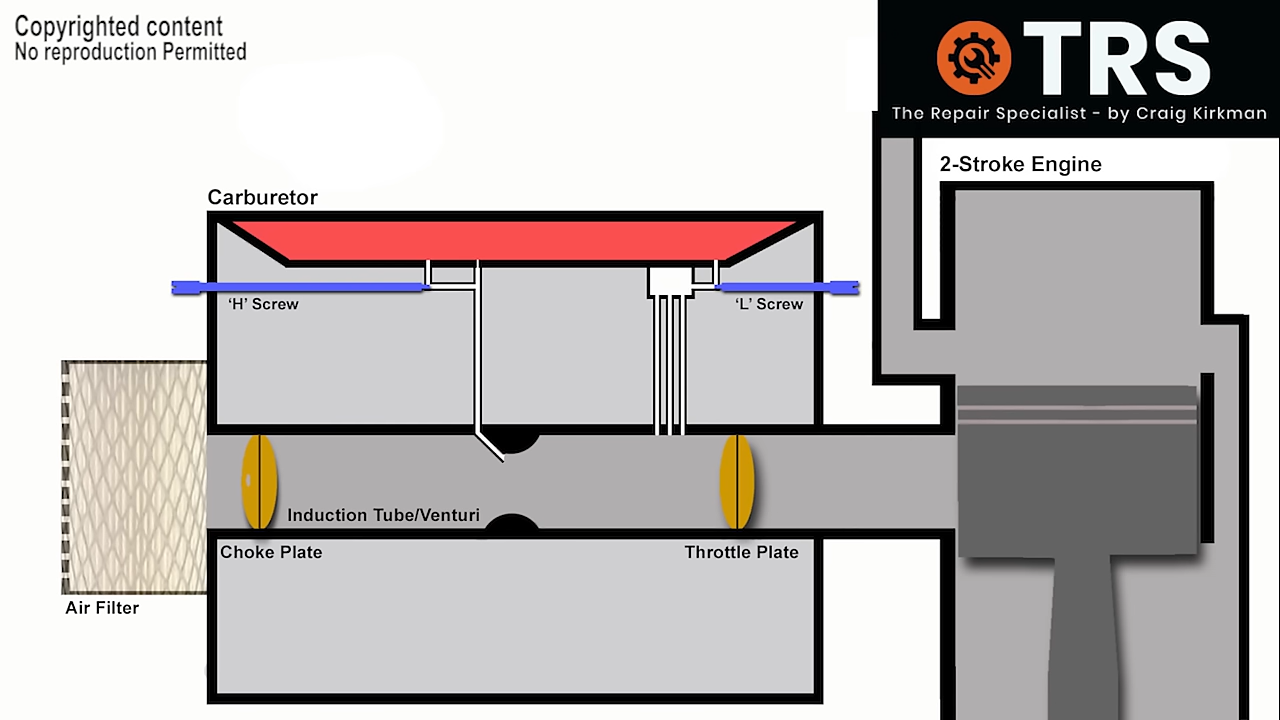 Copyrighted content
No reproduction Permitted
TRS
The Repair Specialist - by Craig Kirkman
2-Stroke Engine
Carburetor
‘H’ Screw
‘L’ Screw
Induction Tube/Venturi
Choke Plate
Throttle Plate
Air Filter